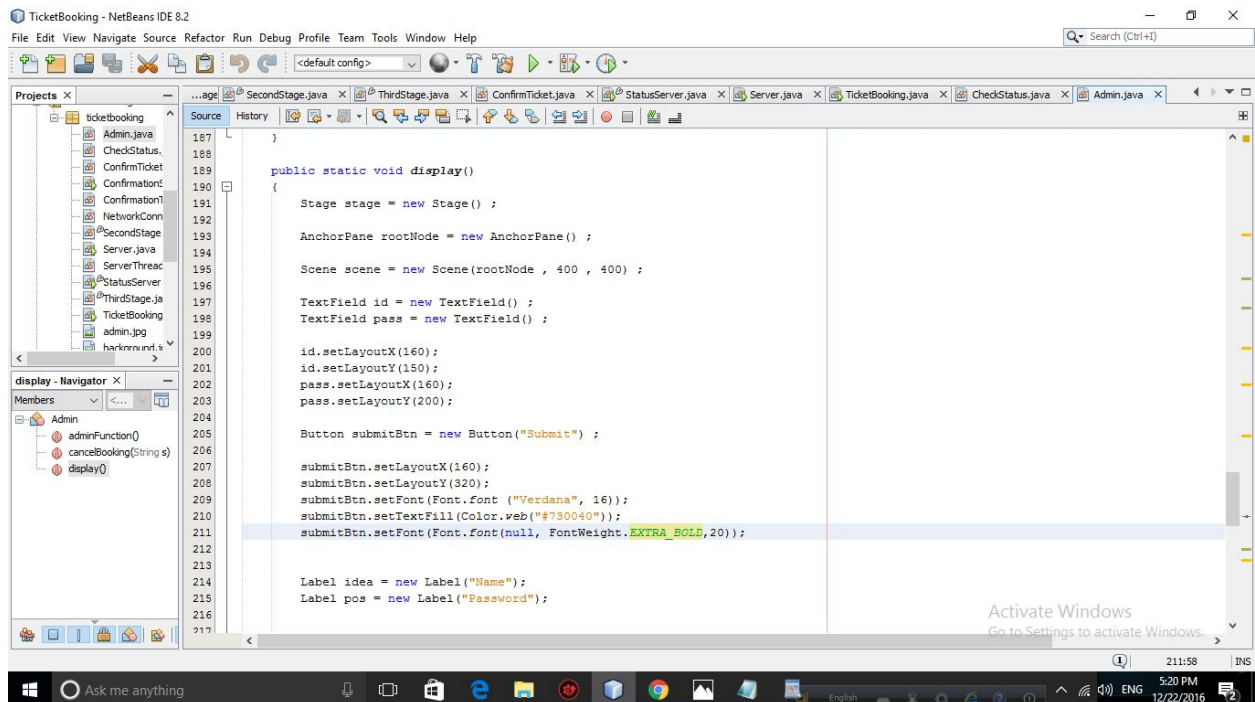 TicketBooking - NetBeans IDE 8.2
File Edit View Navigate Source Refactor Run Debug Profile Team Tools Window Help
Search (Ctrl+I)
<default config>
Projects
...age SecondStage.java ThirdStage.java ConfirmTicket.java StatusServer.java Server.java TicketBooking.java CheckStatus.java Admin.java
Source History
ticketbooking
Admin.java
CheckStatus.
ConfirmTicket
ConfirmationS
ConfirmationT
NetworkConn
SecondStage
Server.java
ServerThread
StatusServer
ThirdStage.ja
TicketBooking
admin.jpg
background.j
display - Navigator
Members <...
Admin
adminFunction()
cancelBooking(String s)
display()
187 }
188
189 public static void display()
190 {
191 Stage stage = new Stage() ;
192
193 AnchorPane rootNode = new AnchorPane() ;
194
195 Scene scene = new Scene(rootNode , 400 , 400) ;
196
197 TextField id = new TextField() ;
198 TextField pass = new TextField() ;
199
200 id.setLayoutX(160);
201 id.setLayoutY(150);
202 pass.setLayoutX(160);
203 pass.setLayoutY(200);
204
205 Button submitBtn = new Button("Submit") ;
206
207 submitBtn.setLayoutX(160);
208 submitBtn.setLayoutY(320);
209 submitBtn.setFont(Font.font ("Verdana", 16));
210 submitBtn.setTextFill(Color.web("#730040"));
211 submitBtn.setFont(Font.font(null, FontWeight.EXTRA_BOLD,20));
212
213
214 Label idea = new Label("Name");
215 Label pos = new Label("Password");
216
217
Activate Windows
Go to Settings to activate Windows.
1 211:58 INS
Ask me anything
English
ENG
5:20 PM
12/22/2016
2